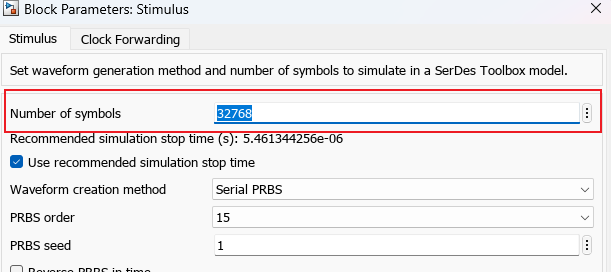 Block Parameters: Stimulus
Stimulus Clock Forwarding
Set waveform generation method and number of symbols to simulate in a SerDes Toolbox model.
Number of symbols 32768
Recommended simulation stop time (s): 5.461344256e-06
Use recommended simulation stop time
Waveform creation method Serial PRBS
PRBS order 15
PRBS seed 1
Reverse PRBS in time